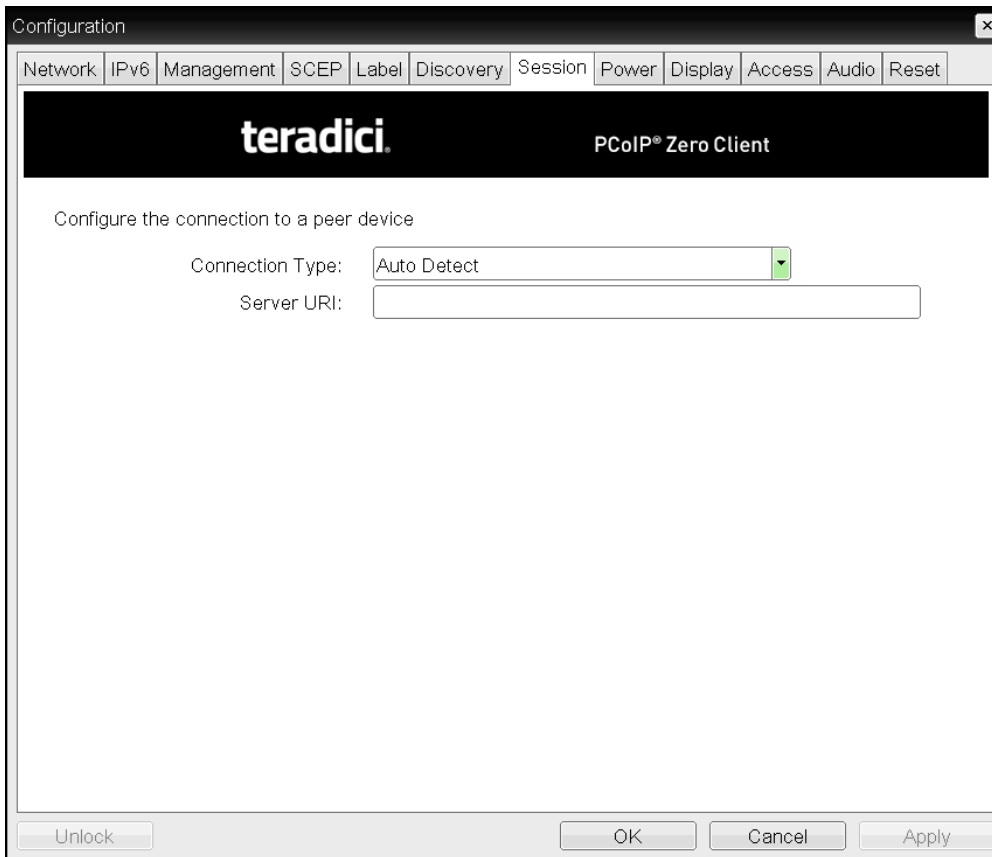 Configuration
Network IPv6 Management SCEP Label Discovery Session Power Display Access Audio Reset
teradici. PCoIP® Zero Client
Configure the connection to a peer device
Connection Type: Auto Detect
Server URI:
Unlock OK Cancel Apply